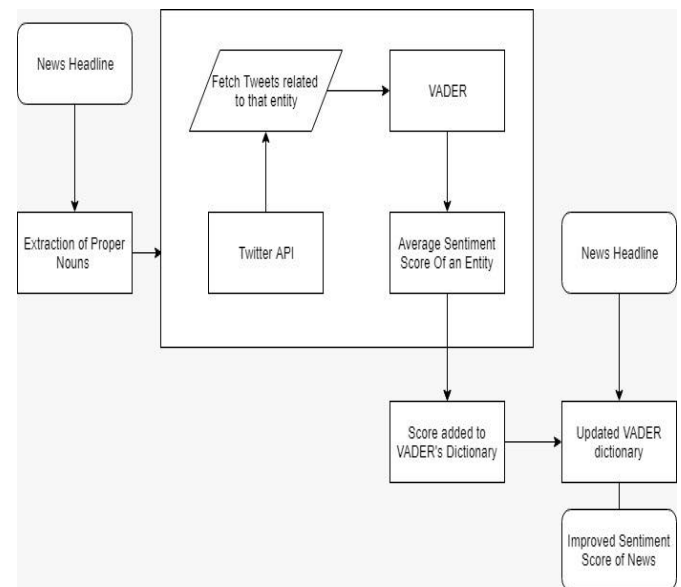 News Headline
Fetch Tweets related
to that entity
VADER
Extraction of Proper
Nouns
Twitter API
Average Sentiment
Score Of an Entity
News Headline
Score added to
VADER's Dictionary
Updated VADER
dictionary
Improved Sentiment
Score of News